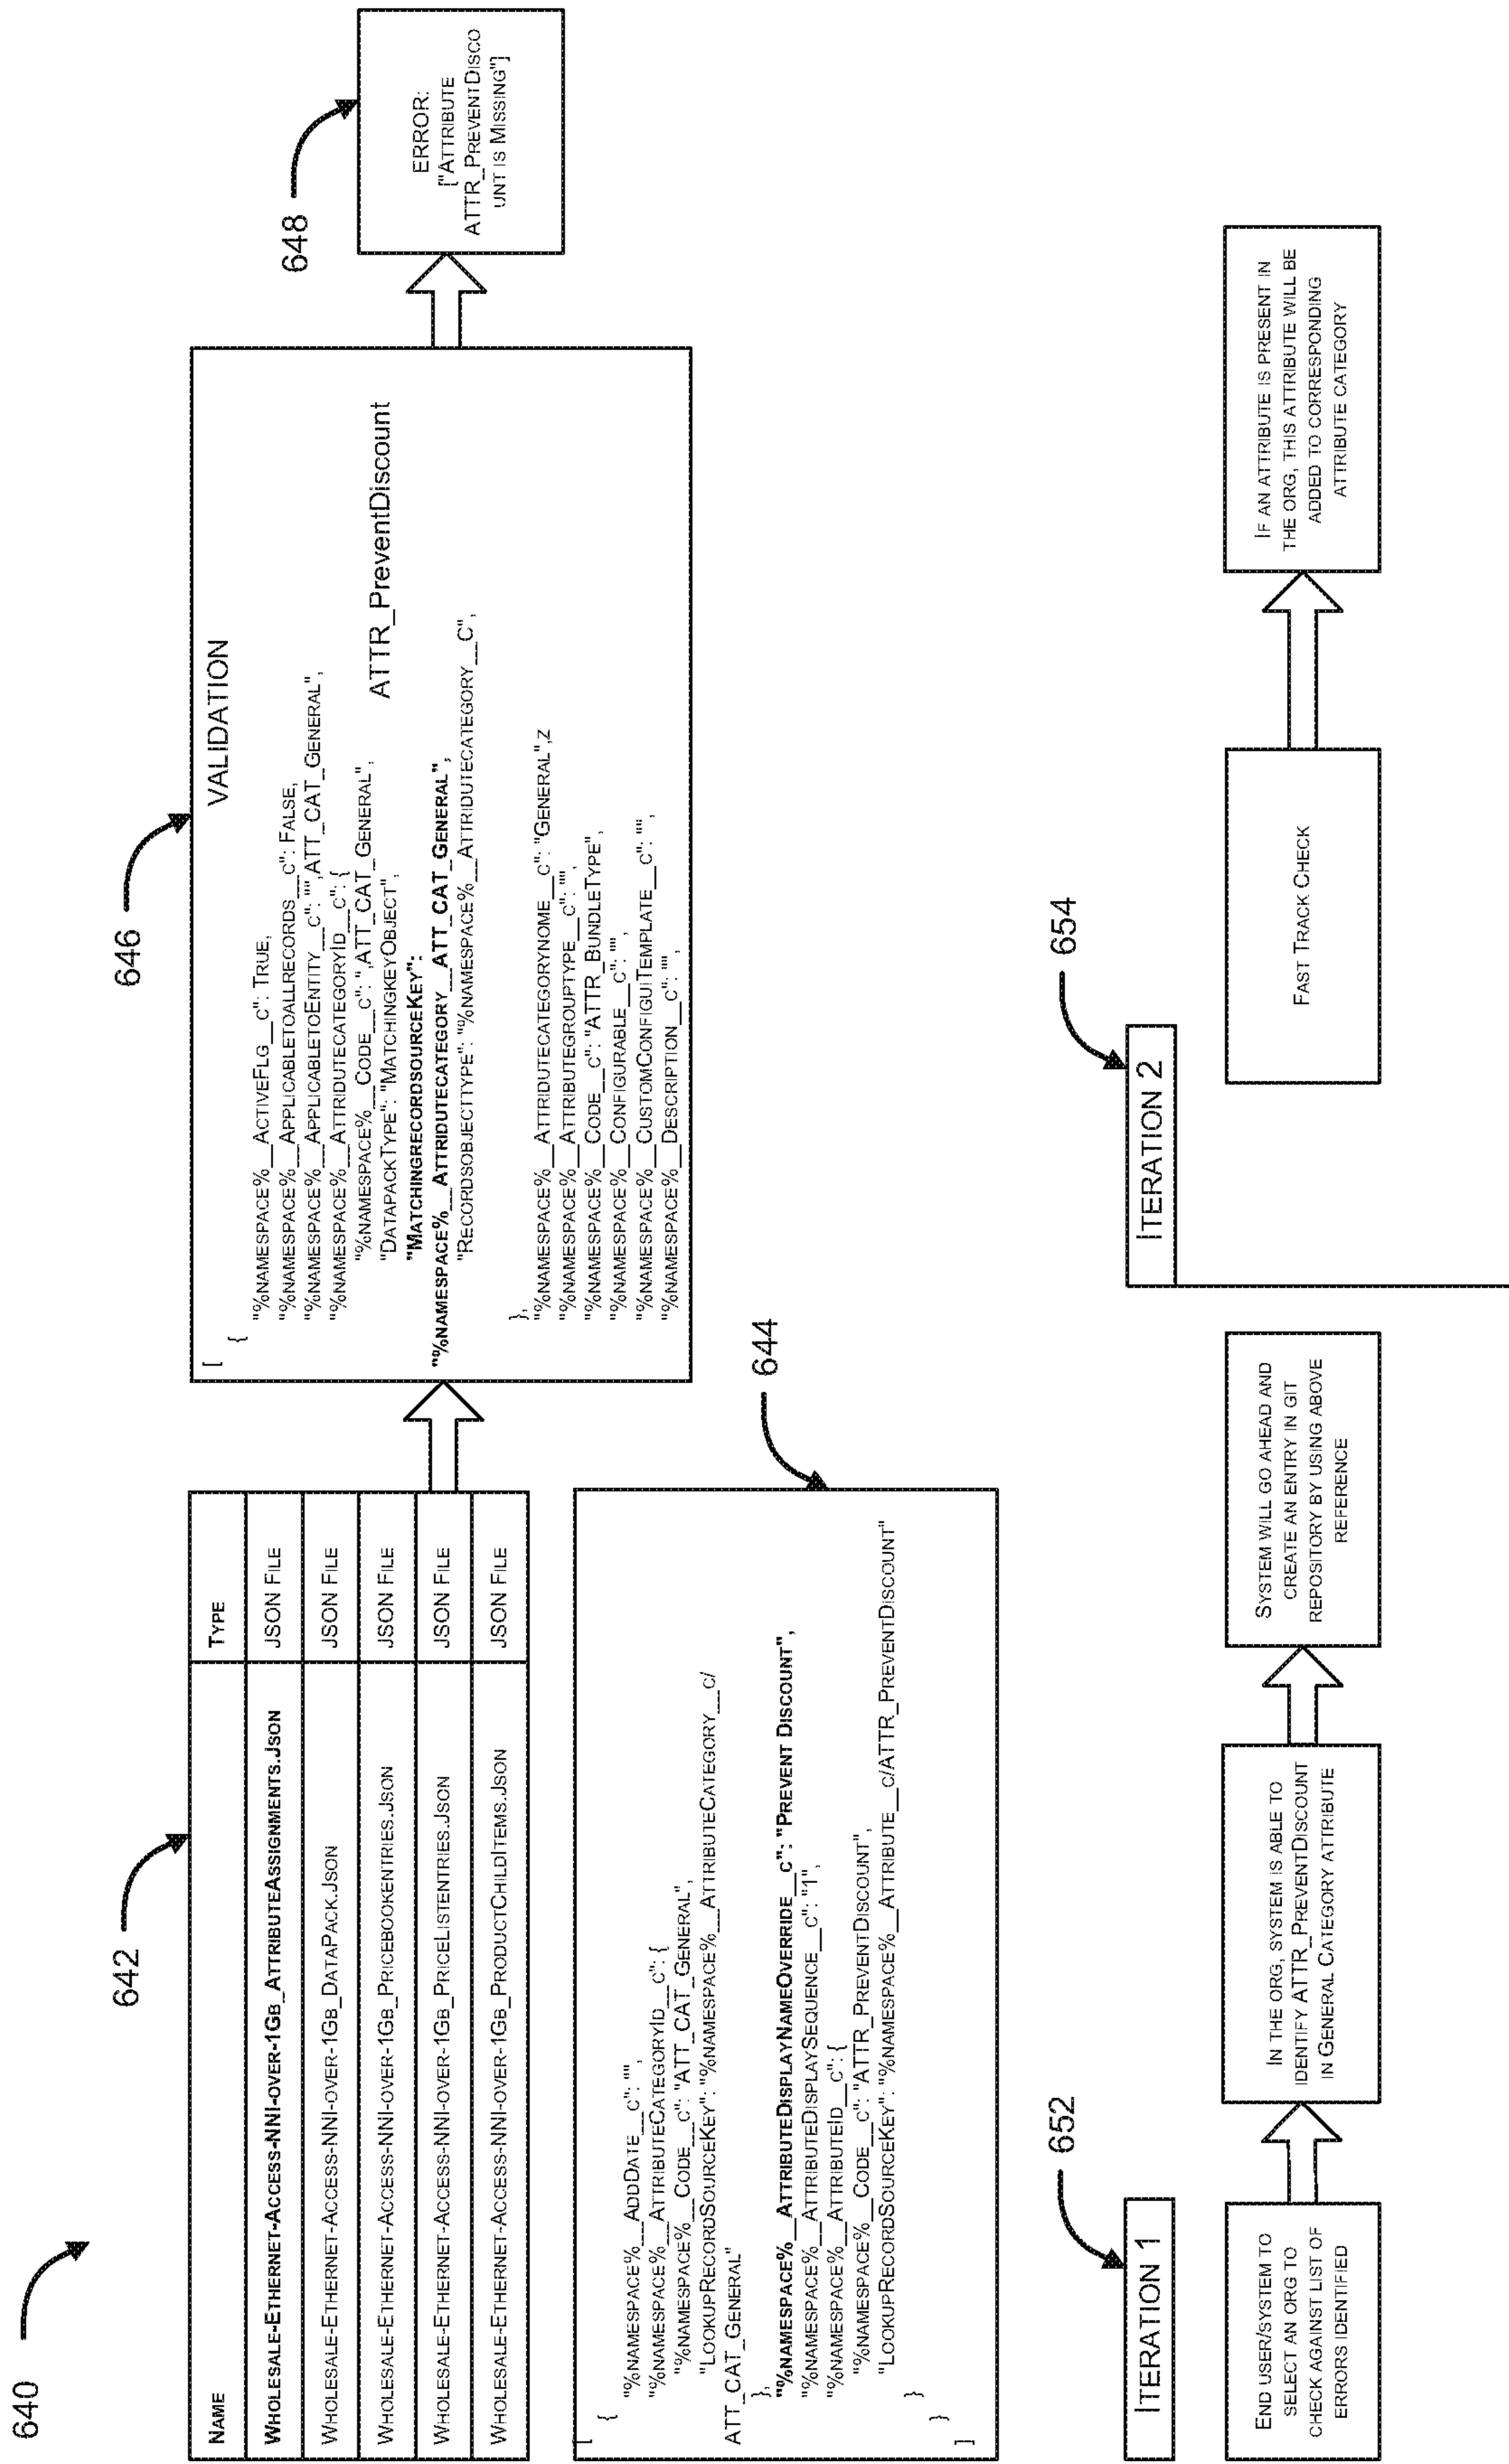 640
642
NAME
TYPE
WHOLESALE-ETHERNET-ACCESS-NNI-OVER-1GB_ATTRIBUTEASSIGNMENTS.JSON
JSON FILE
WHOLESALE-ETHERNET-ACCESS-NNI-OVER-1GB_DATAPACK.JSON
JSON FILE
WHOLESALE-ETHERNET-ACCESS-NNI-OVER-1GB_PRICEBOOKENTRIES.JSON
JSON FILE
WHOLESALE-ETHERNET-ACCESS-NNI-OVER-1GB_PRICELISTENTRIES.JSON
JSON FILE
WHOLESALE-ETHERNET-ACCESS-NNI-OVER-1GB_PRODUCTCHILDITEMS.JSON
JSON FILE
644
[
{
"%NAMESPACE%__ADDDATE__C": "",
"%NAMESPACE%__ATTRIBUTECATEGORYID__C": {
"%NAMESPACE%__CODE__C": "ATT_CAT_GENERAL",
"LOOKUPRECORDSOURCEKEY": "%NAMESPACE%__ATTRIBUTECATEGORY__C/
ATT_CAT_GENERAL"
},
"%NAMESPACE%__ATTRIBUTEDISPLAYNAMEOVERRIDE__C": "PREVENT DISCOUNT",
"%NAMESPACE%__ATTRIBUTEDISPLAYSEQUENCE__C": "1",
"%NAMESPACE%__ATTRIBUTEID__C": {
"%NAMESPACE%__CODE__C": "ATTR_PREVENTDISCOUNT",
"LOOKUPRECORDSOURCEKEY": "%NAMESPACE%__ATTRIBUTE__C/ATTR_PREVENTDISCOUNT"
}
}
]
646
VALIDATION
[
{
"%NAMESPACE%__ACTIVEFLG__C": TRUE,
"%NAMESPACE%__APPLICABLETOALLRECORDS__C": FALSE,
"%NAMESPACE%__APPLICABLETOENTITY__C": "",ATT_CAT_GENERAL",
"%NAMESPACE%__ATTRIDUTECATEGORYID__C": {
"%NAMESPACE%__CODE__C": ",ATT_CAT_GENERAL",
ATTR_PreventDiscount
"DATAPACKTYPE": "MATCHINGKEYOBJECT",
"MATCHINGRECORDSOURCEKEY":
"%NAMESPACE%__ATTRIDUTECATEGORY__ATT_CAT_GENERAL",
"RECORDSOBJECTTYPE": "%NAMESPACE%__ATTRIDUTECATEGORY__C",
},
"%NAMESPACE%__ATTRIDUTECATEGORYNOME__C": "GENERAL",Z
"%NAMESPACE%__ATTRIBUTEGROUPTYPE__C": "",
"%NAMESPACE%__CODE__C": "ATTR_BUNDLETYPE",
"%NAMESPACE%__CONFIGURABLE__C": "",
"%NAMESPACE%__CUSTOMCONFIGUITEMPLATE__C": "",
"%NAMESPACE%__DESCRIPTION__C": "",
648
ERROR:
["ATTRIBUTE
ATTR_PREVENTDISCO
UNT IS MISSING"]
652
ITERATION 1
END USER/SYSTEM TO
SELECT AN ORG TO
CHECK AGAINST LIST OF
ERRORS IDENTIFIED
IN THE ORG, SYSTEM IS ABLE TO
IDENTIFY ATTR_PREVENTDISCOUNT
IN GENERAL CATEGORY ATTRIBUTE
SYSTEM WILL GO AHEAD AND
CREATE AN ENTRY IN GIT
REPOSITORY BY USING ABOVE
REFERENCE
654
ITERATION 2
FAST TRACK CHECK
IF AN ATTRIBUTE IS PRESENT IN
THE ORG, THIS ATTRIBUTE WILL BE
ADDED TO CORRESPONDING
ATTRIBUTE CATEGORY